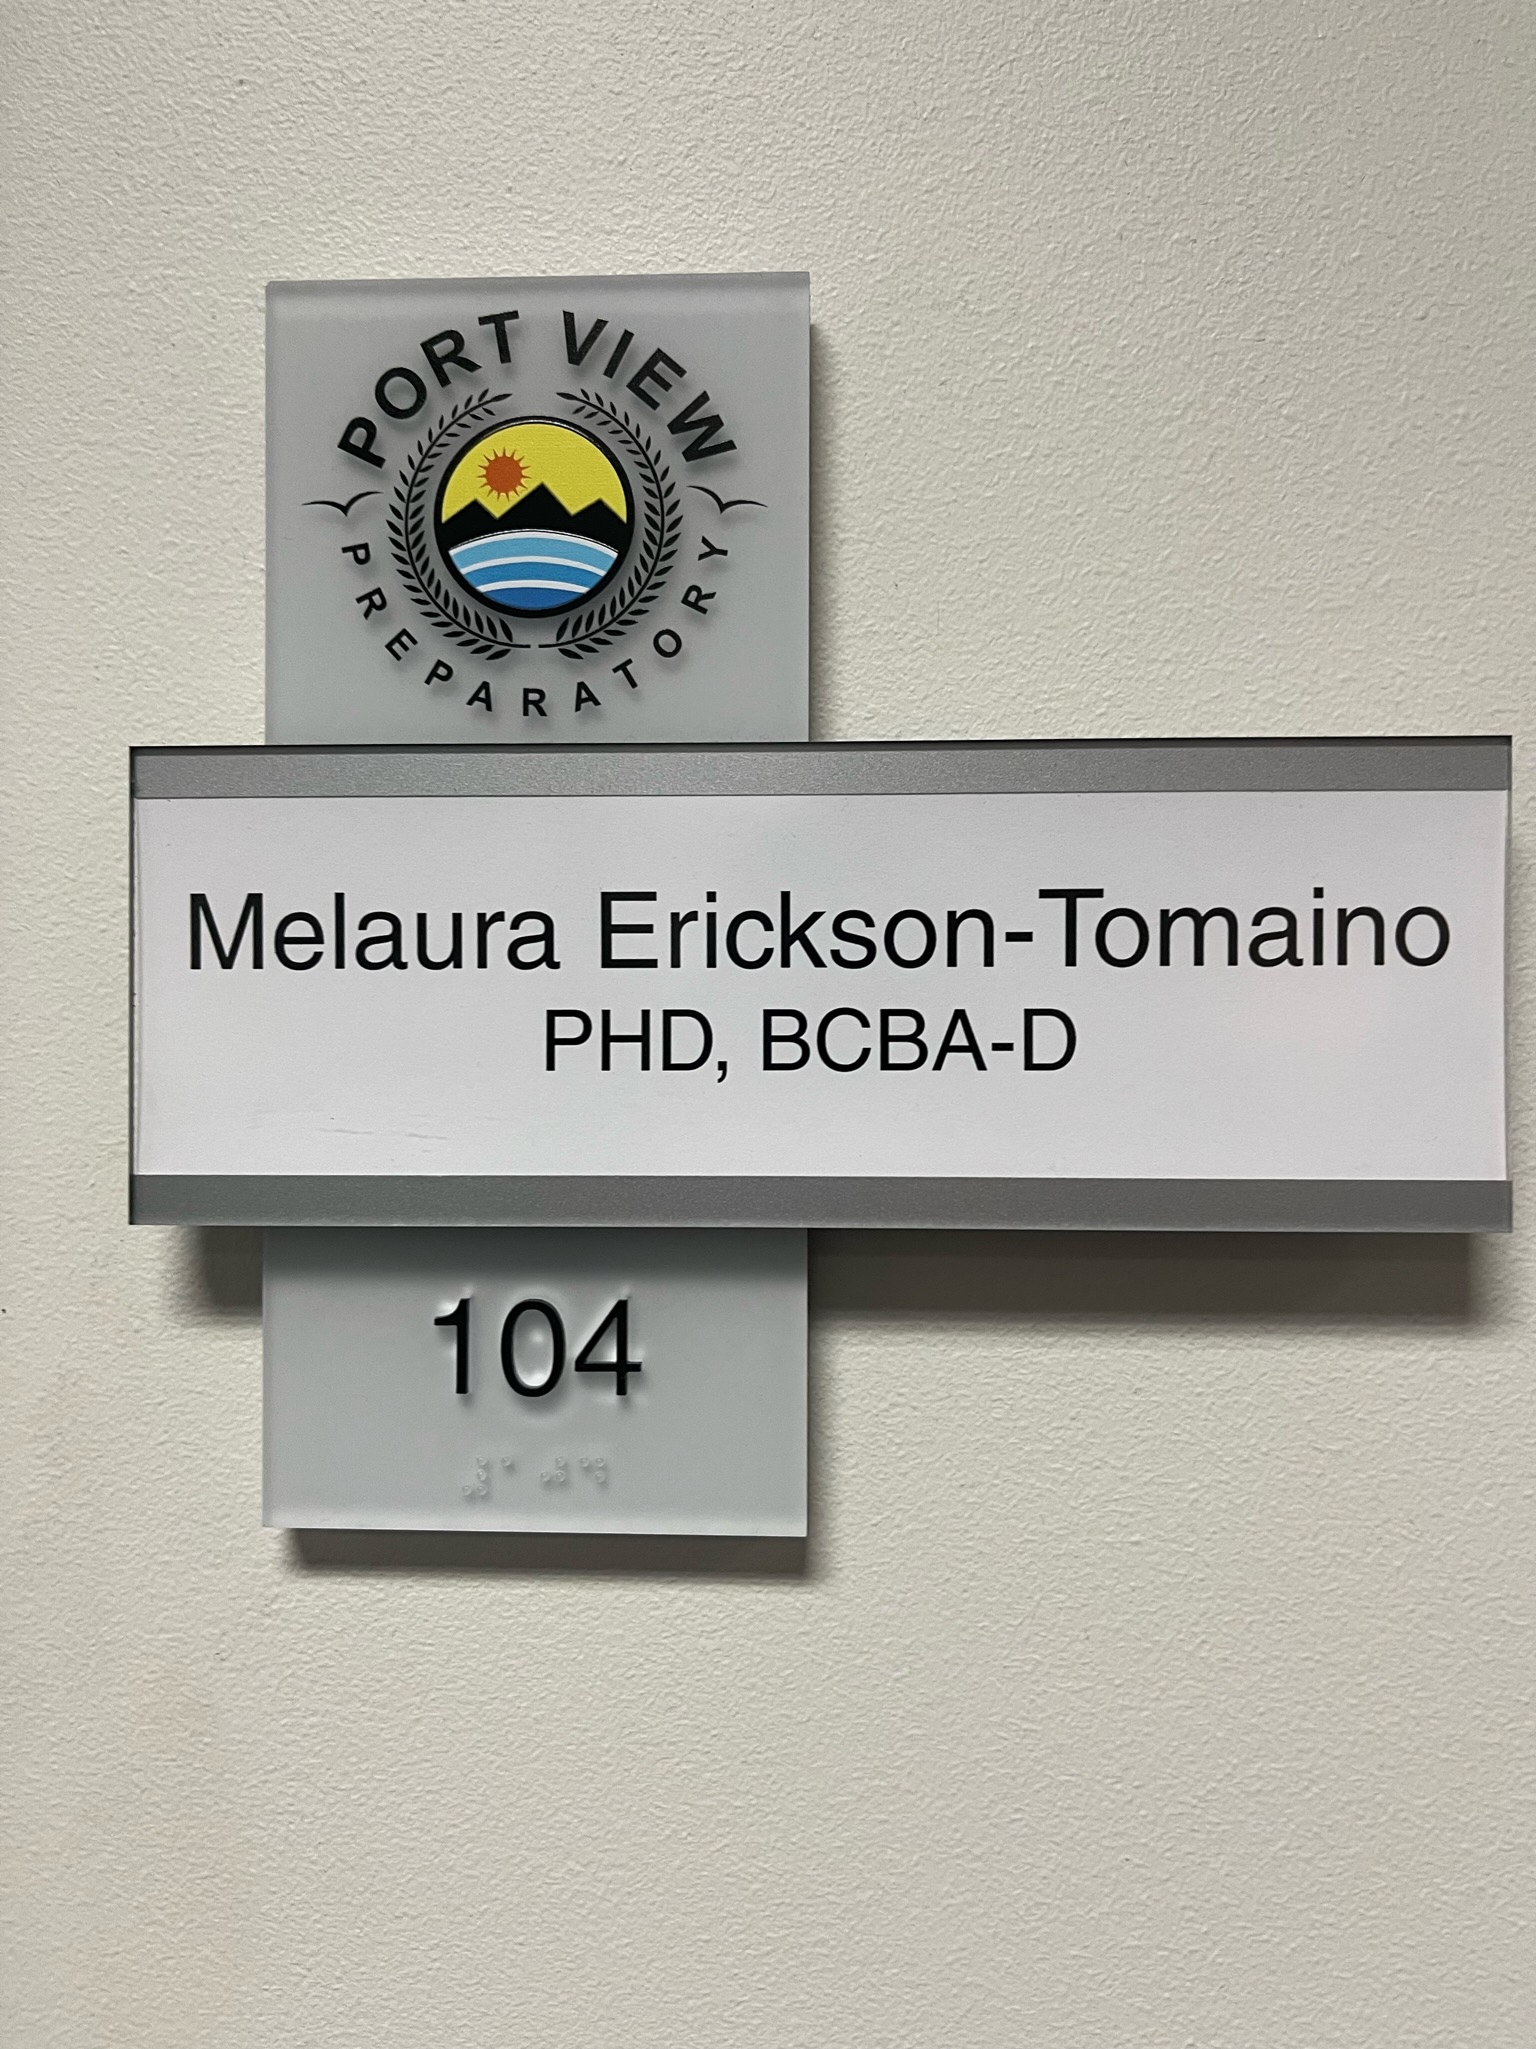 PORT VIEW
PREPARATORY
Melaura Erickson-Tomaino
PHD, BCBA-D
104
⠼⠁⠚⠙